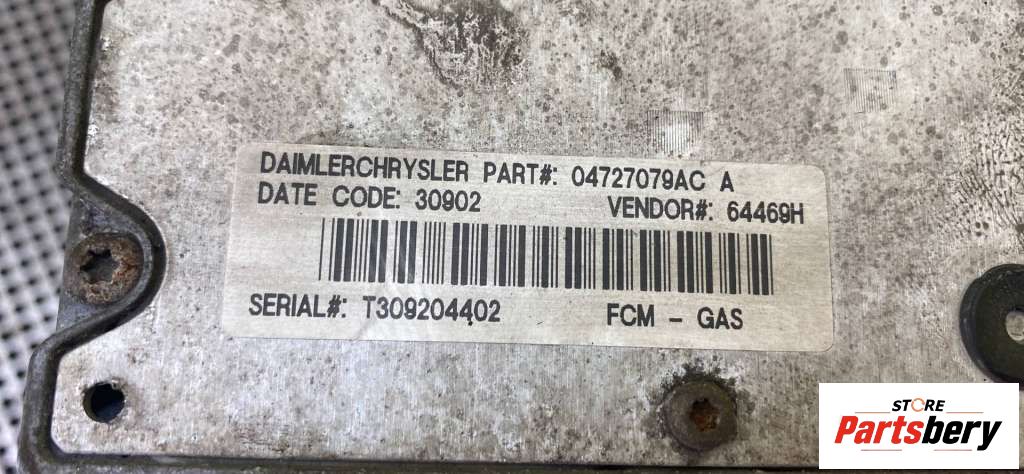 DAIMLERCHRYSLER PART#: 04727079AC A
DATE CODE: 30902 VENDOR#: 64469H
SERIAL#: T309204402 FCM - GAS
STORE
Partsbery